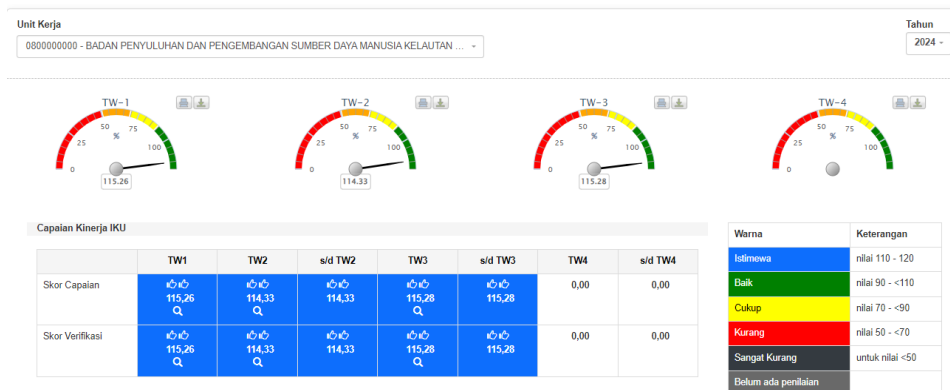 Unit Kerja
Tahun
0800000000 - BADAN PENYULUHAN DAN PENGEMBANGAN SUMBER DAYA MANUSIA KELAUTAN ...
2024
TW-1
0
25
50
75
100
%
115.26
TW-2
0
25
50
75
100
%
114.33
TW-3
0
25
50
75
100
%
115.28
TW-4
0
25
50
75
100
%
Capaian Kinerja IKU
TW1 TW2 s/d TW2 TW3 s/d TW3 TW4 s/d TW4
Skor Capaian 115,26 114,33 114,33 115,28 115,28 0,00 0,00
Skor Verifikasi 115,26 114,33 114,33 115,28 115,28 0,00 0,00
Warna Keterangan
Istimewa nilai 110 - 120
Baik nilai 90 - <110
Cukup nilai 70 - <90
Kurang nilai 50 - <70
Sangat Kurang untuk nilai <50
Belum ada penilaian